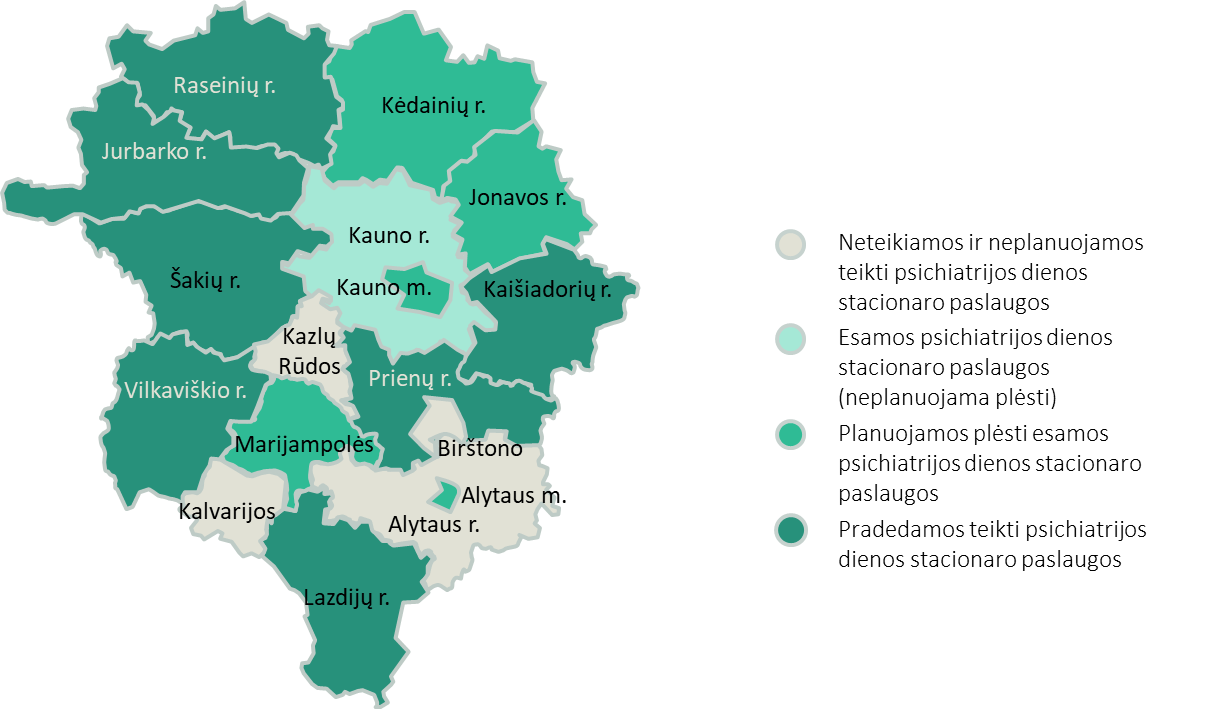 Raseinių r.
Kėdainių r.
Jurbarko r.
Jonavos r.
Kauno r.
Šakių r.
Kauno m.
Kaišiadorių r.
Kazlų
Rūdos
Prienų r.
Vilkaviškio r.
Marijampolės
Birštono
Alytaus m.
Kalvarijos
Alytaus r.
Lazdijų r.
Neteikiamos ir neplanuojamos
teikti psichiatrijos dienos
stacionaro paslaugos
Esamos psichiatrijos dienos
stacionaro paslaugos
(neplanuojama plėsti)
Planuojamos plėsti esamos
psichiatrijos dienos stacionaro
paslaugos
Pradedamos teikti psichiatrijos
dienos stacionaro paslaugos